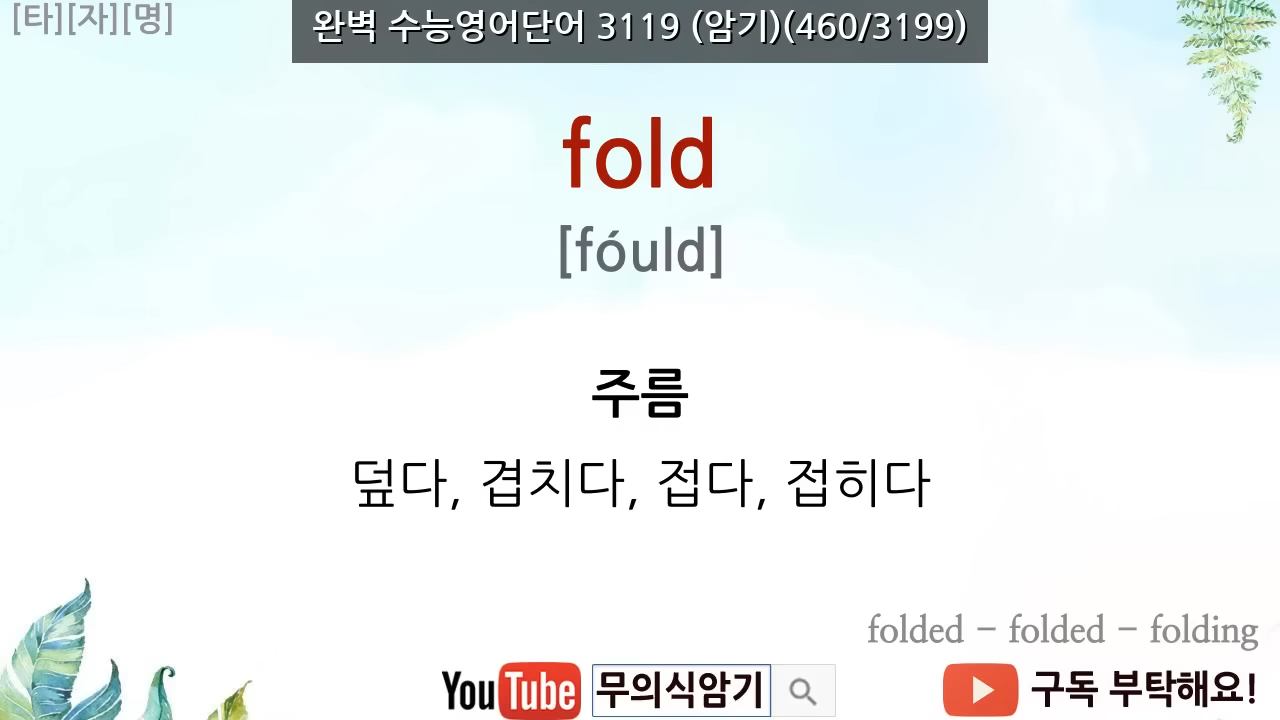 [타][자][명]
완벽 수능영어단어 3119 (암기)(460/3199)
fold
[fóuld]
주름
덮다, 겹치다, 접다, 접히다
folded - folded - folding
YouTube 무의식암기
구독 부탁해요!